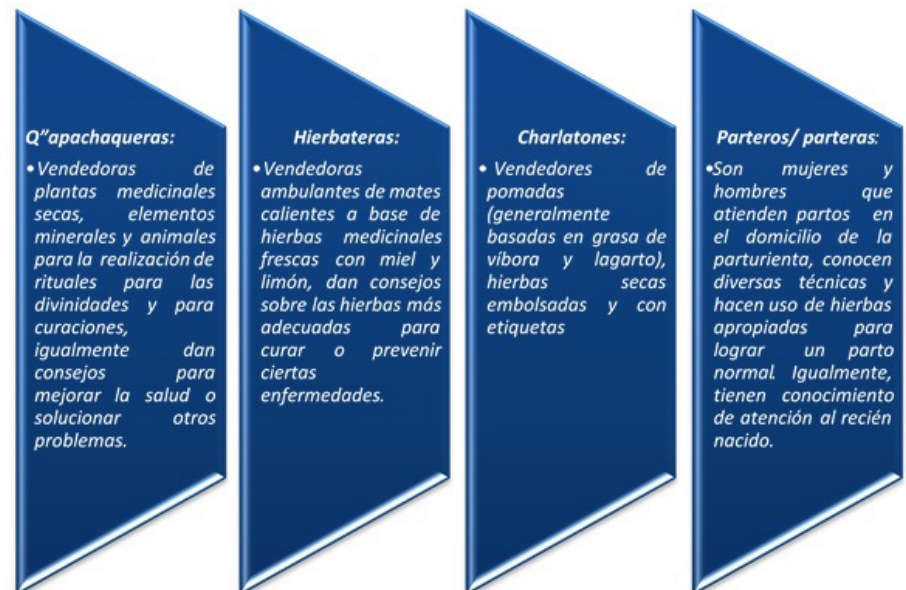 Q”apachaqueras:
•Vendedoras de
plantas medicinales
secas, elementos
minerales y animales
para la realización de
rituales para las
divinidades y para
curaciones,
igualmente dan
consejos para
mejorar la salud o
solucionar otros
problemas.
Hierbateras:
•Vendedoras
ambulantes de mates
calientes a base de
hierbas medicinales
frescas con miel y
limón, dan consejos
sobre las hierbas más
adecuadas para
curar o prevenir
ciertas
enfermedades.
Charlatones:
• Vendedores de
pomadas
(generalmente
basadas en grasa de
víbora y lagarto),
hierbas secas
embolsadas y con
etiquetas
Parteros/ parteras:
•Son mujeres y
hombres que
atienden partos en
el domicilio de la
parturienta, conocen
diversas técnicas y
hacen uso de hierbas
apropiadas para
lograr un parto
normal. Igualmente,
tienen conocimiento
de atención al recién
nacido.